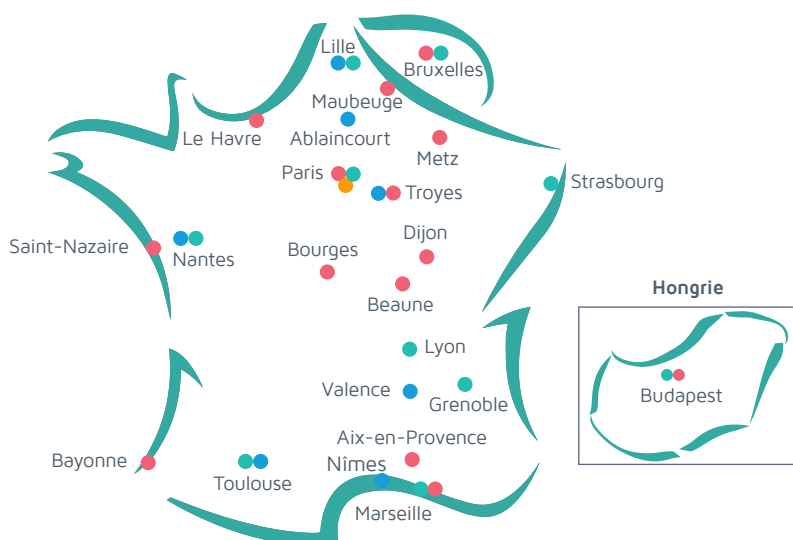 Lille
Bruxelles
Maubeuge
Le Havre
Ablaincourt
Metz
Paris
Troyes
Strasbourg
Saint-Nazaire
Nantes
Bourges
Dijon
Beaune
Hongrie
Lyon
Valence
Grenoble
Budapest
Aix-en-Provence
Bayonne
Toulouse
Nîmes
Marseille